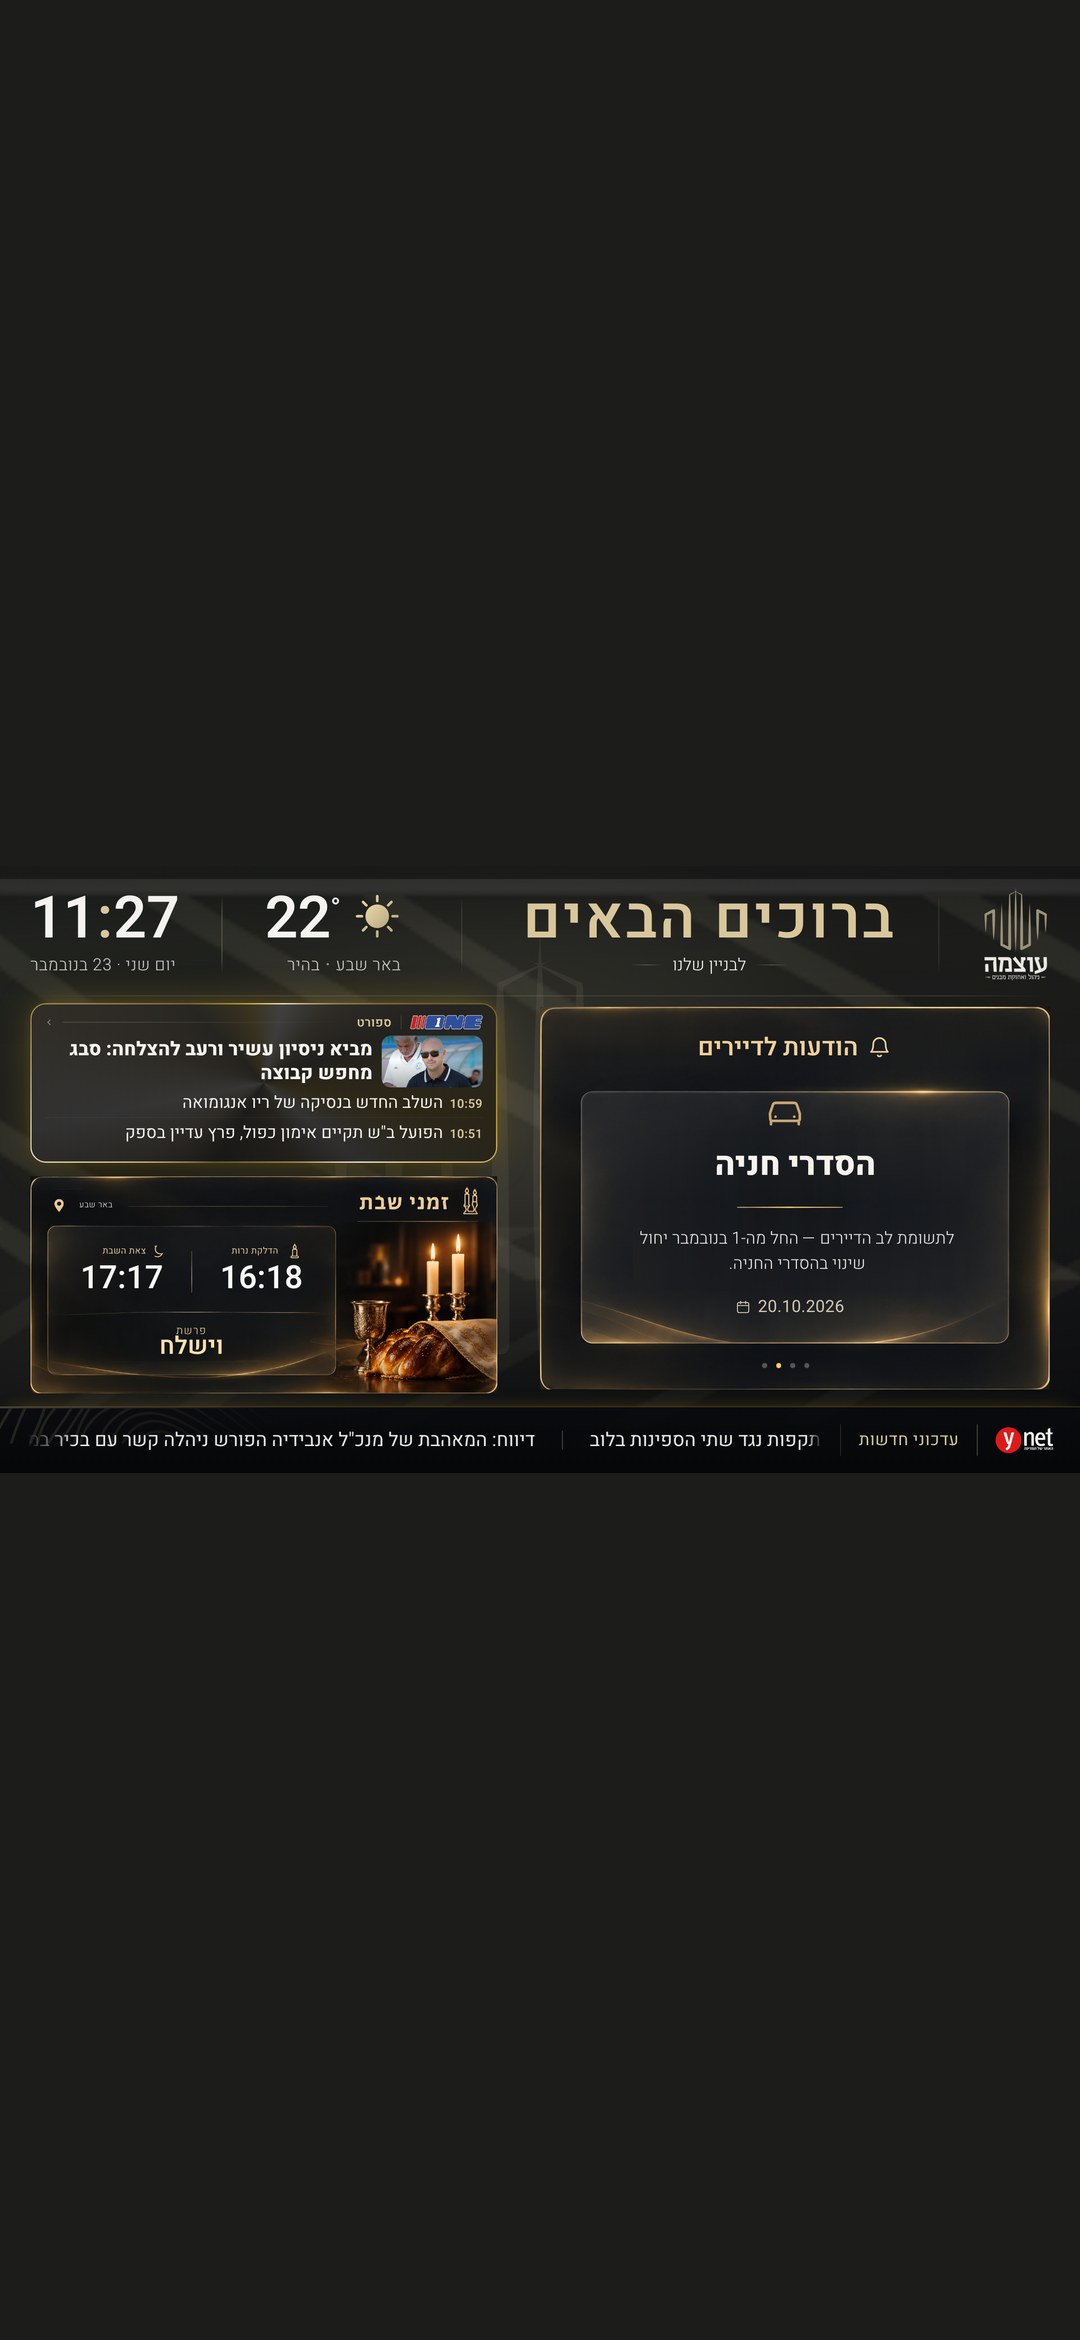 עוצמה
ניהול ואחזקת מבנים
ברוכים הבאים
לבניין שלנו
22°
באר שבע · בהיר
11:27
יום שני · 23 בנובמבר
הודעות לדיירים
הסדרי חניה
לתשומת לב הדיירים – החל מה-1 בנובמבר יחול
שינוי בהסדרי החניה.
20.10.2026
ONE
ספורט
מביא ניסיון עשיר ורעב להצלחה: סבג
מחפש קבוצה
10:59 השלב החדש בנסיקה של ריו אנגומואה
10:51 הפועל ב"ש תקיים אימון כפול, פרץ עדיין בספק
זמני שבת
באר שבע
הדלקת נרות
16:18
צאת השבת
17:17
פרשת
וישלח
ynet
עדכוני חדשות
תקפות נגד שתי הספינות בלוב
דיווח: המאהבת של מנכ"ל אנבידיה הפורש ניהלה קשר עם בכיר